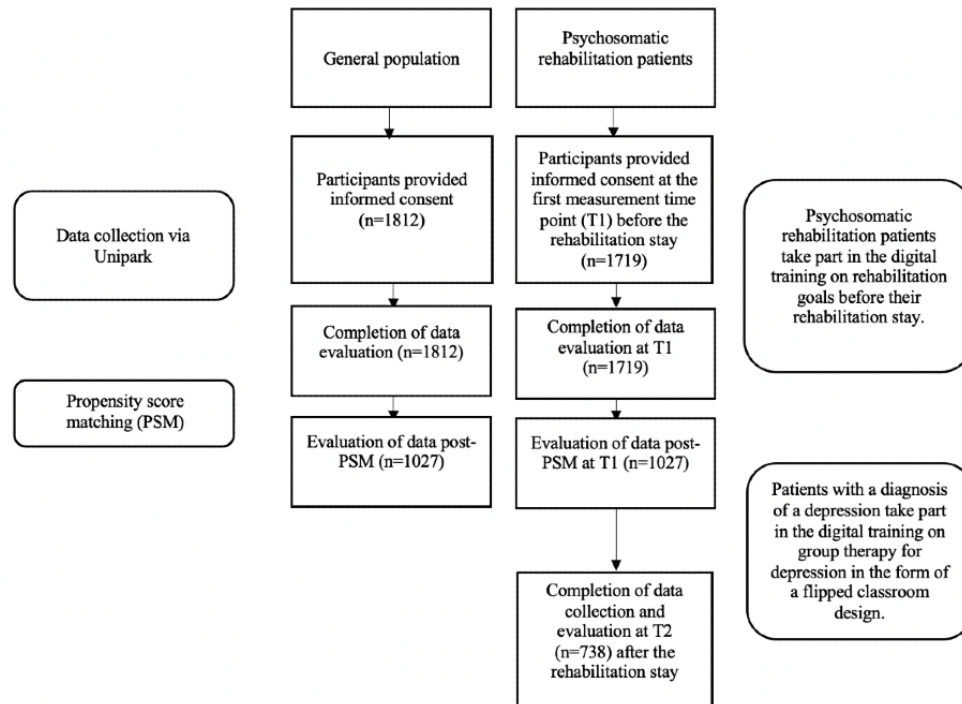 General population
Psychosomatic
rehabilitation patients
Participants provided
informed consent
(n=1812)
Participants provided
informed consent at the
first measurement time
point (T1) before the
rehabilitation stay
(n=1719)
Data collection via
Unipark
Psychosomatic
rehabilitation patients
take part in the digital
training on rehabilitation
goals before their
rehabilitation stay.
Completion of data
evaluation (n=1812)
Completion of data
evaluation at T1
(n=1719)
Propensity score
matching (PSM)
Evaluation of data post-
PSM (n=1027)
Evaluation of data post-
PSM at T1 (n=1027)
Patients with a diagnosis
of a depression take part
in the digital training on
group therapy for
depression in the form of
a flipped classroom
design.
Completion of data
collection and
evaluation at T2
(n=738) after the
rehabilitation stay